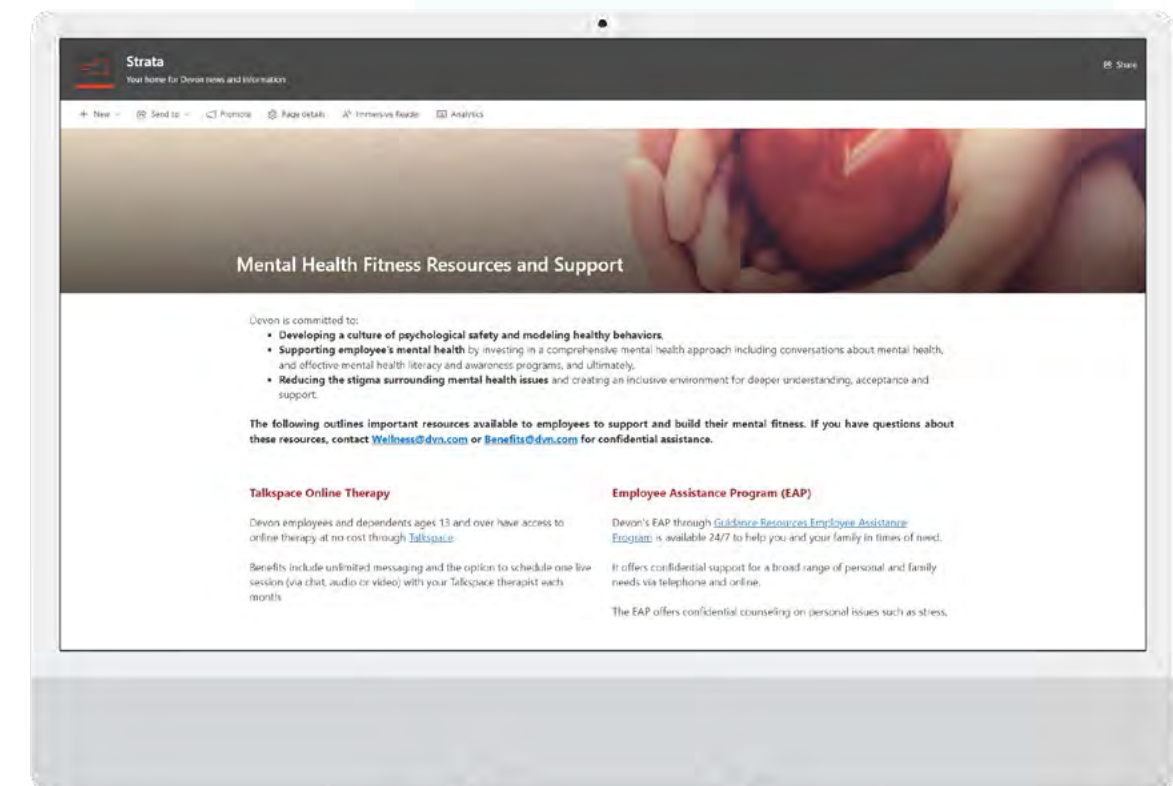 Strata
Your home for Devon news and information
Share
+ New Send to Promote Page details Immersive Reader Analytics
Mental Health Fitness Resources and Support
Devon is committed to:
• Developing a culture of psychological safety and modeling healthy behaviors,
• Supporting employee's mental health by investing in a comprehensive mental health approach including conversations about mental health,
and effective mental health literacy and awareness programs, and ultimately,
• Reducing the stigma surrounding mental health issues and creating an inclusive environment for deeper understanding, acceptance and
support.
The following outlines important resources available to employees to support and build their mental fitness. If you have questions about
these resources, contact Wellness@dvn.com or Benefits@dvn.com for confidential assistance.
Talkspace Online Therapy
Devon employees and dependents ages 13 and over have access to
online therapy at no cost through Talkspace.
Benefits include unlimited messaging and the option to schedule one live
session (via chat, audio or video) with your Talkspace therapist each
month.
Employee Assistance Program (EAP)
Devon's EAP through Guidance Resources Employee Assistance
Program is available 24/7 to help you and your family in times of need.
It offers confidential support for a broad range of personal and family
needs via telephone and online.
The EAP offers confidential counseling on personal issues such as stress,